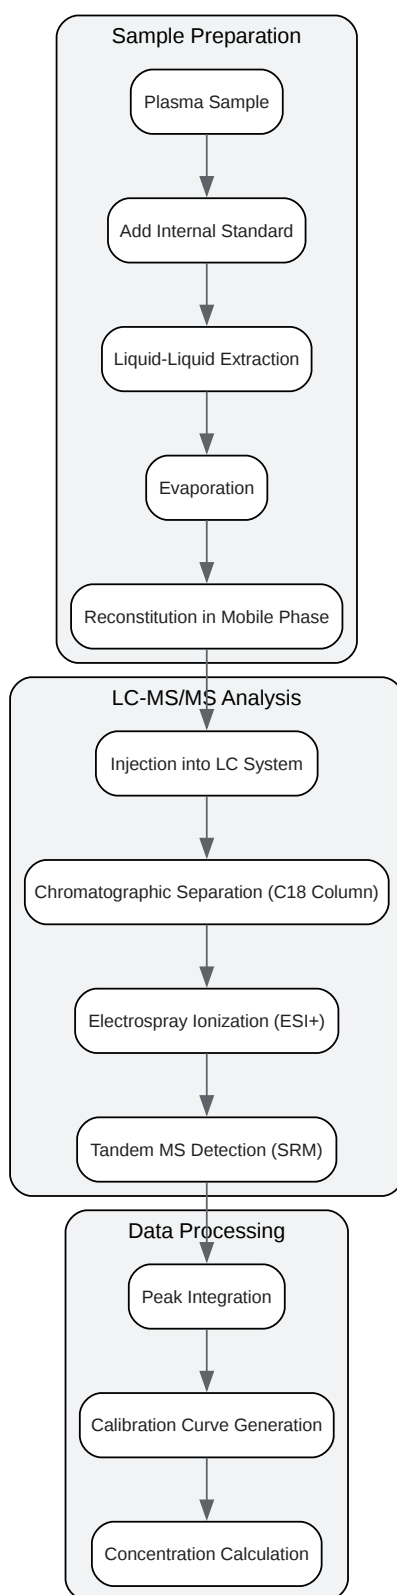 Sample Preparation
Plasma Sample
Add Internal Standard
Liquid-Liquid Extraction
Evaporation
Reconstitution in Mobile Phase
LC-MS/MS Analysis
Injection into LC System
Chromatographic Separation (C18 Column)
Electrospray Ionization (ESI+)
Tandem MS Detection (SRM)
Data Processing
Peak Integration
Calibration Curve Generation
Concentration Calculation